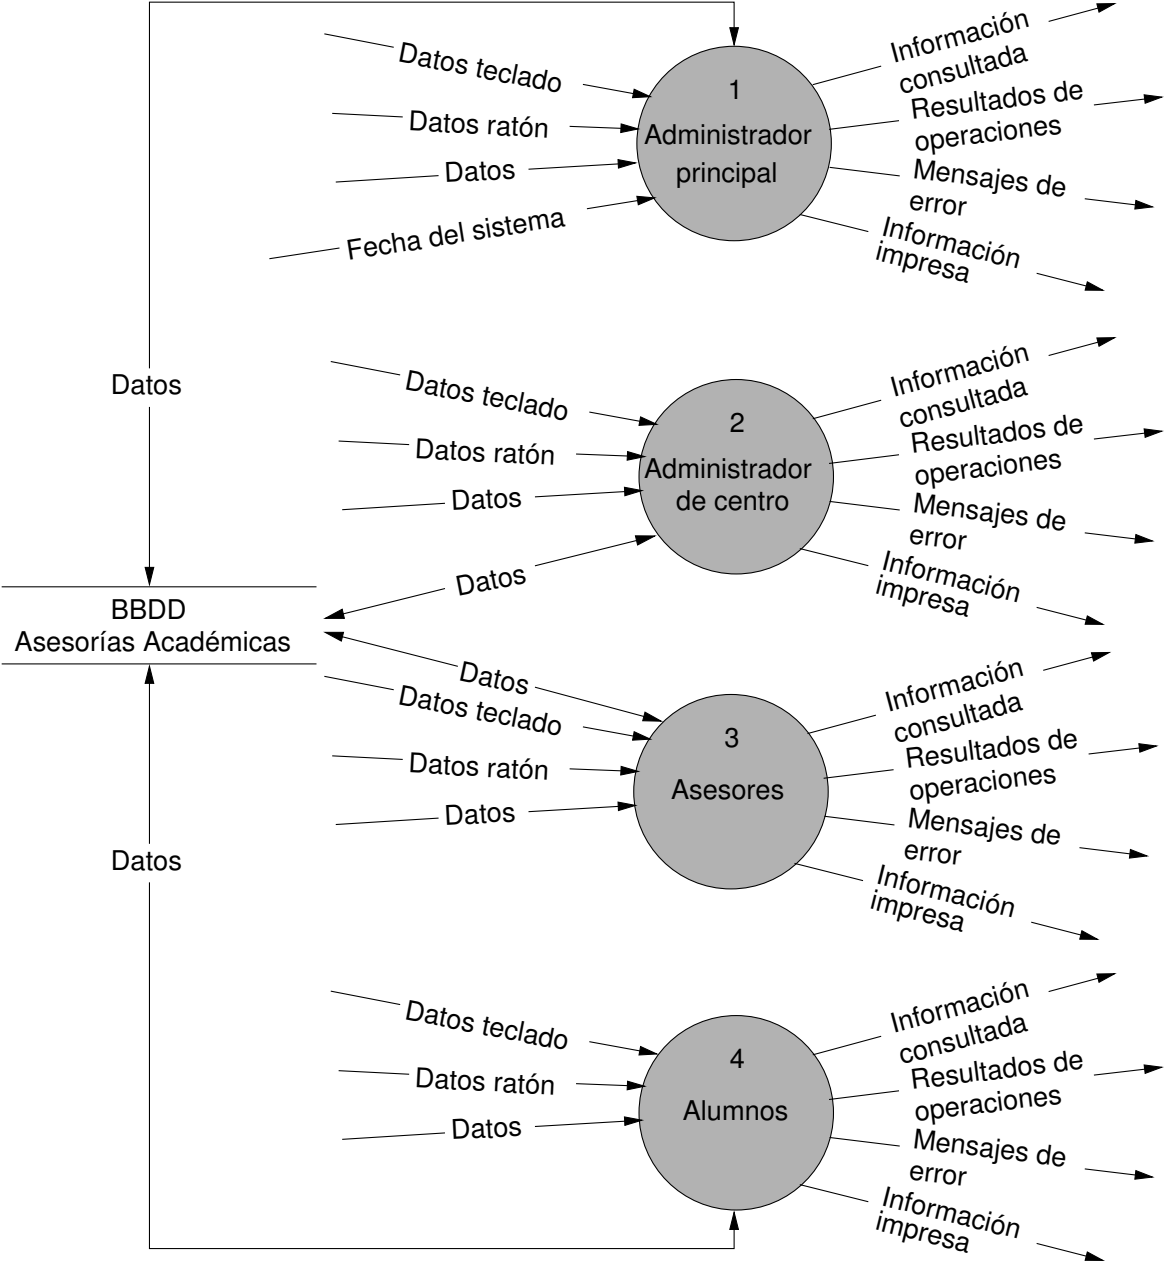 Datos teclado
Datos ratón
Datos
Fecha del sistema
1
Administrador
principal
Información
consultada
Resultados de
operaciones
Mensajes de
error
Información
impresa
Datos
Datos teclado
Datos ratón
Datos
Datos
2
Administrador
de centro
Información
consultada
Resultados de
operaciones
Mensajes de
error
Información
impresa
BBDD
Asesorías Académicas
Datos
Datos teclado
Datos ratón
Datos
3
Asesores
Información
consultada
Resultados de
operaciones
Mensajes de
error
Información
impresa
Datos
Datos teclado
Datos ratón
Datos
4
Alumnos
Información
consultada
Resultados de
operaciones
Mensajes de
error
Información
impresa